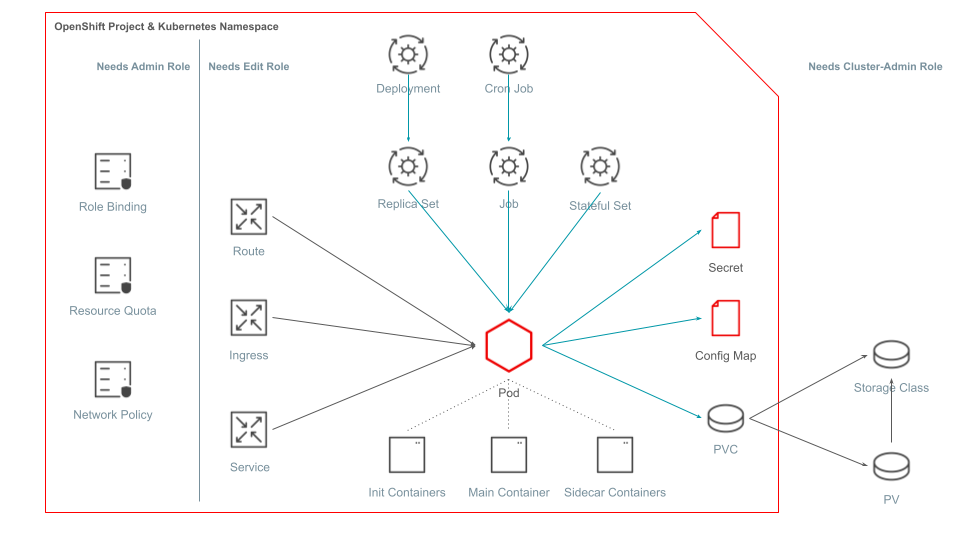 OpenShift Project & Kubernetes Namespace
Needs Admin Role
Needs Edit Role
Needs Cluster-Admin Role
Deployment
Cron Job
Replica Set
Job
Stateful Set
Role Binding
Route
Secret
Resource Quota
Ingress
Config Map
Storage Class
Pod
Network Policy
Service
PVC
Init Containers
Main Container
Sidecar Containers
PV